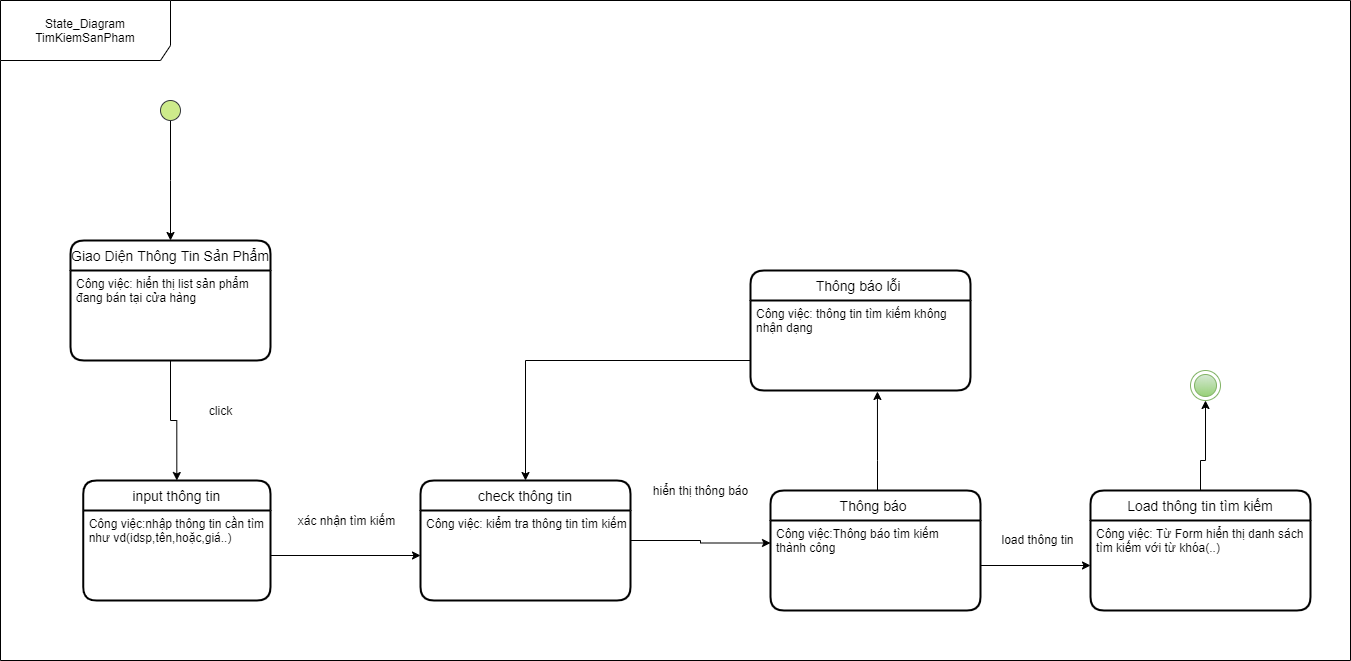 State_Diagram
TimKiemSanPham
Giao Diện Thông Tin Sản Phẩm
Công việc: hiển thị list sản phẩm
đang bán tại cửa hàng
click
input thông tin
Công việc:nhập thông tin cần tìm
như vd(idsp,tên,hoặc,giá..)
xác nhận tìm kiếm
check thông tin
Công việc: kiểm tra thông tin tìm kiếm
hiển thị thông báo
Thông báo lỗi
Công việc: thông tin tìm kiếm không
nhận dạng
Thông báo
Công việc:Thông báo tìm kiếm
thành công
load thông tin
Load thông tin tìm kiếm
Công việc: Từ Form hiển thị danh sách
tìm kiếm với từ khóa(..)